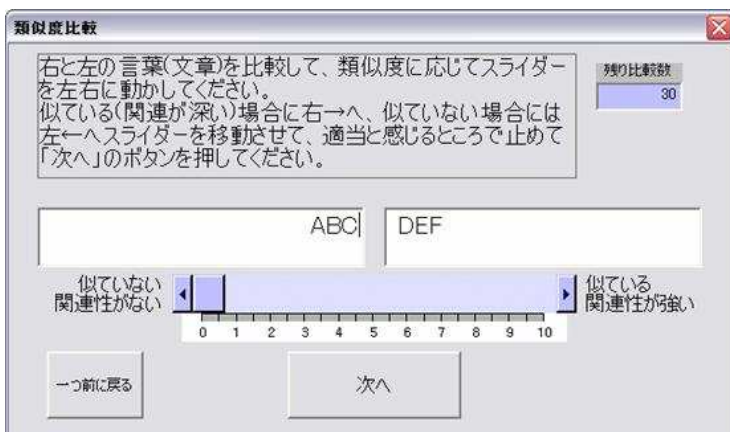 類似度比較
右と左の言葉(文章)を比較して、類似度に応じてスライダー
を左右に動かしてください。
似ている(関連が深い)場合に右→へ、似ていない場合には
左←へスライダーを移動させて、適当と感じるところで止めて
「次へ」のボタンを押してください。
残り比較数
30
ABC
DEF
似ていない
関連性がない
似ている
関連性が強い
0 1 2 3 4 5 6 7 8 9 10
一つ前に戻る
次へ